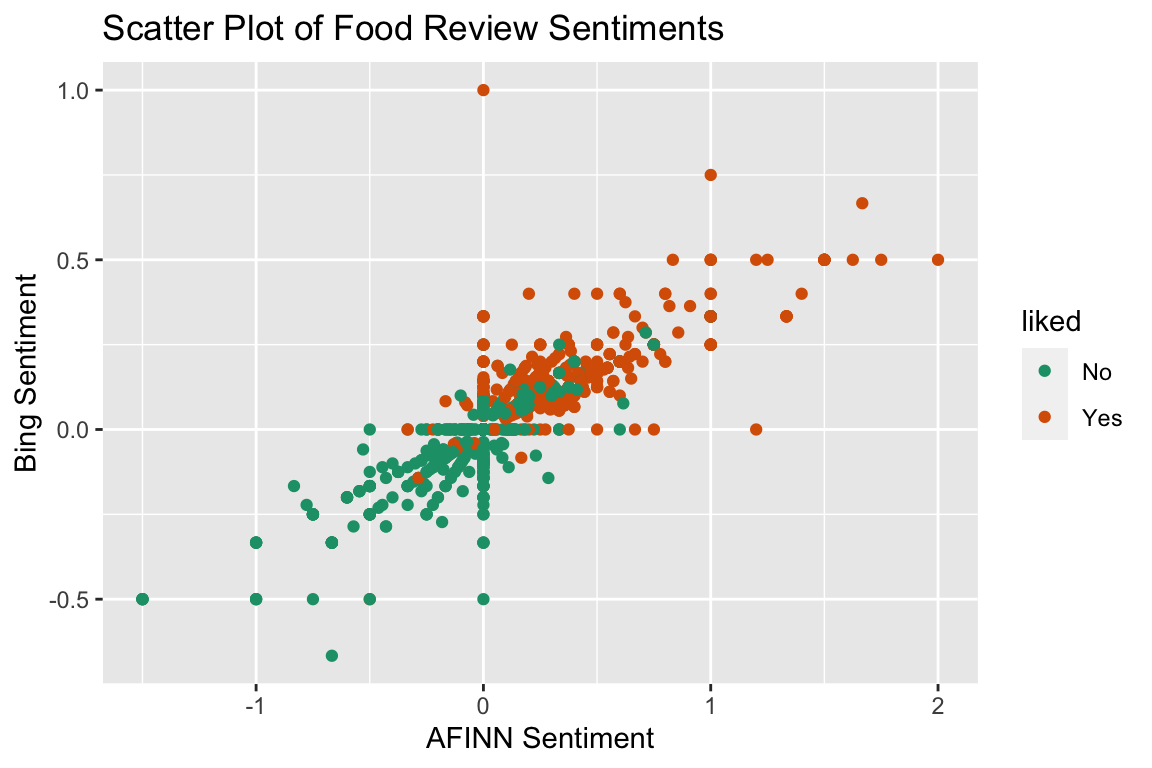 Scatter Plot of Food Review Sentiments
1.0
0.5
0.0
-0.5
Bing Sentiment
-1
0
1
2
AFINN Sentiment
liked
No
Yes